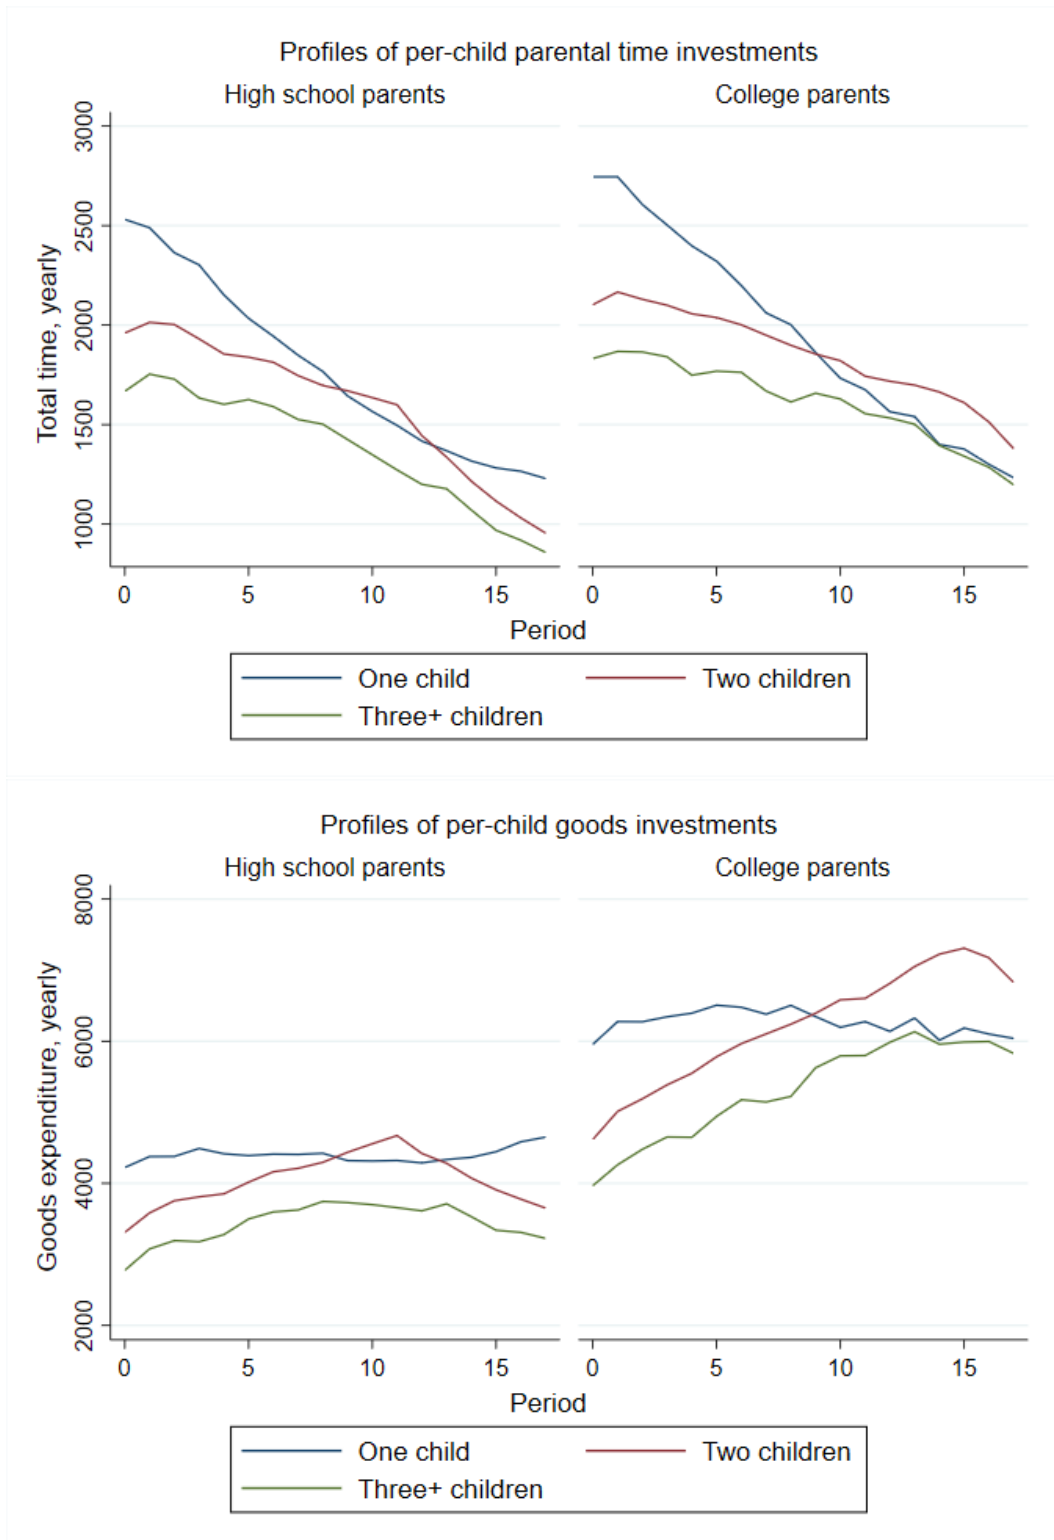 Profiles of per-child parental time investments
High school parents
College parents
Total time, yearly
3000
2500
2000
1500
1000
0 5 10 15
0 5 10 15
Period
One child
Two children
Three+ children
Profiles of per-child goods investments
High school parents
College parents
Goods expenditure, yearly
8000
6000
4000
2000
0 5 10 15
0 5 10 15
Period
One child
Two children
Three+ children